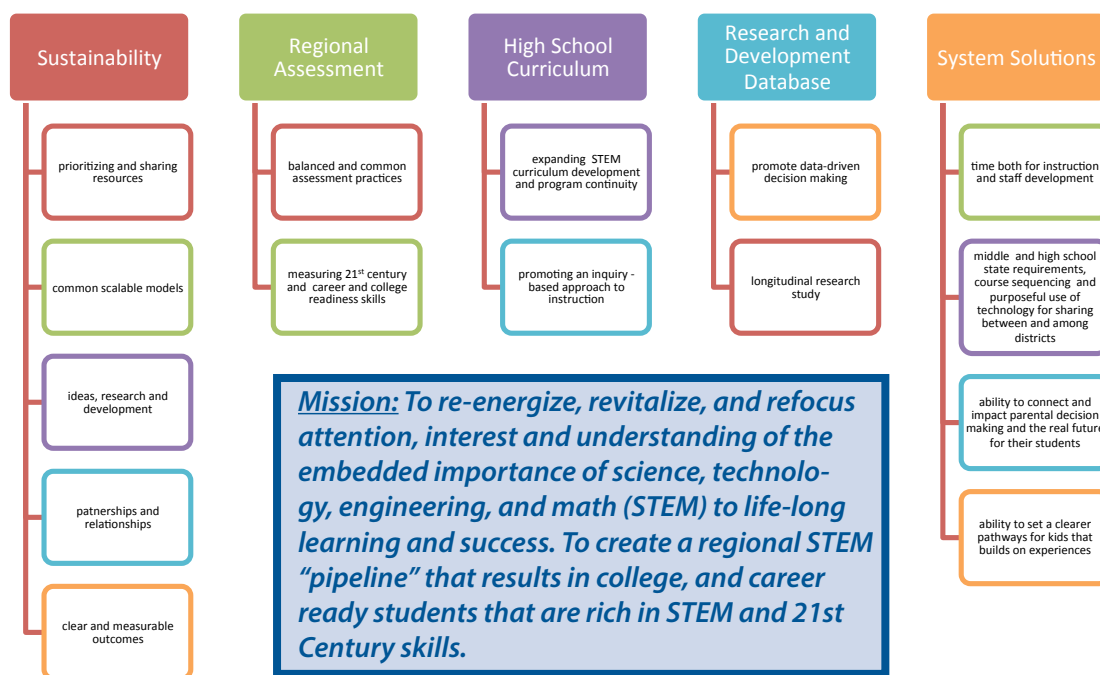 Sustainability
prioritizing and sharing
resources
common scalable models
ideas, research and
development
patnerships and
relationships
clear and measurable
outcomes
Regional
Assessment
balanced and common
assessment practices
measuring 21st century
and career and college
readiness skills
High School
Curriculum
expanding STEM
curriculum development
and program continuity
promoting an inquiry -
based approach to
instruction
Research and
Development
Database
promote data-driven
decision making
longitudinal research
study
System Solutions
time both for instruction
and staff development
middle and high school
state requirements,
course sequencing and
purposeful use of
technology for sharing
between and among
districts
ability to connect and
impact parental decision
making and the real future
for their students
ability to set a clearer
pathways for kids that
builds on experiences
Mission: To re-energize, revitalize, and refocus
attention, interest and understanding of the
embedded importance of science, technolo-
gy, engineering, and math (STEM) to life-long
learning and success. To create a regional STEM
“pipeline” that results in college, and career
ready students that are rich in STEM and 21st
Century skills.